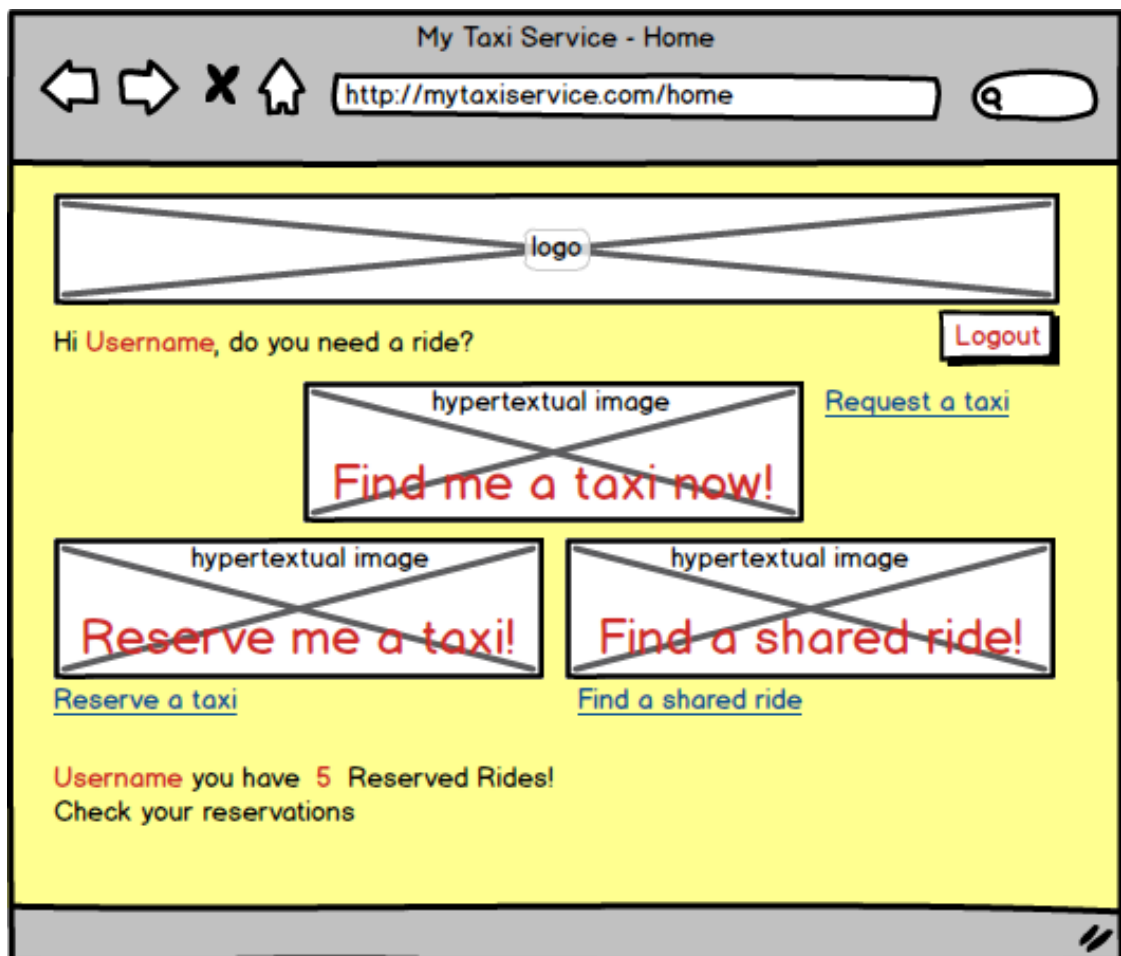 My Taxi Service - Home
http://mytaxiservice.com/home
logo
Hi Username, do you need a ride?
Logout
hypertextual image
Find me a taxi now!
Request a taxi
hypertextual image
Reserve me a taxi!
Reserve a taxi
hypertextual image
Find a shared ride!
Find a shared ride
Username you have 5 Reserved Rides!
Check your reservations